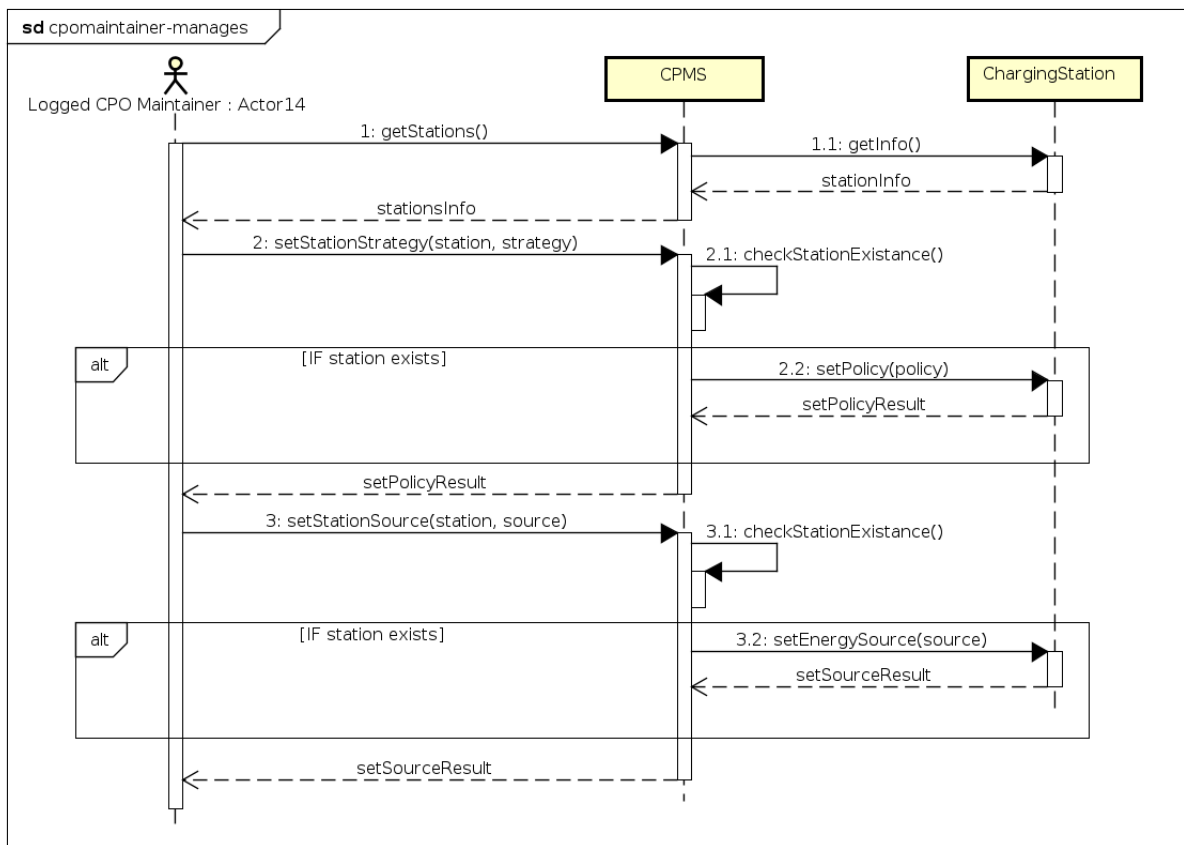 sd cpomaintainer-manages
Logged CPO Maintainer : Actor14
CPMS
ChargingStation
1: getStations()
1.1: getInfo()
stationInfo
stationsInfo
2: setStationStrategy(station, strategy)
2.1: checkStationExistance()
alt
[IF station exists]
2.2: setPolicy(policy)
setPolicyResult
setPolicyResult
3: setStationSource(station, source)
3.1: checkStationExistance()
alt
[IF station exists]
3.2: setEnergySource(source)
setSourceResult
setSourceResult